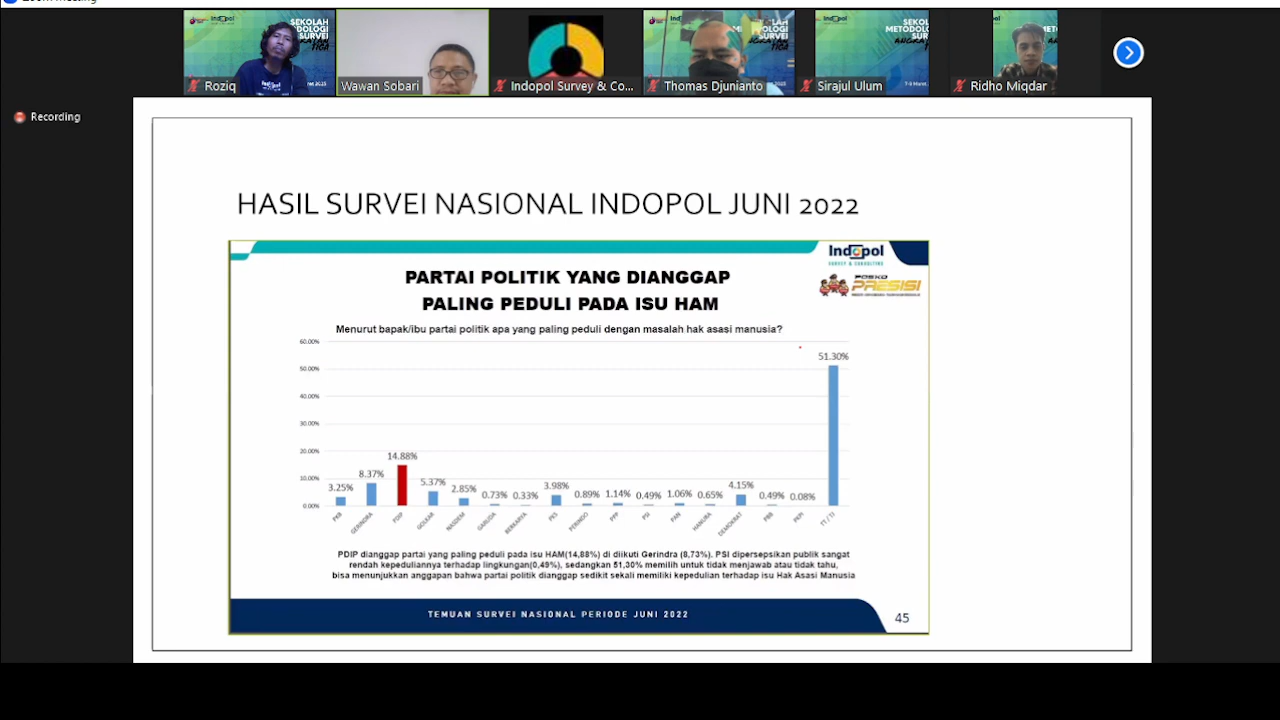 Zoom Meeting
Roziq
Wawan Sobari
Indopol Survey & Co...
Thomas Djunianto
Sirajul Ulum
Ridho Miqdar
Recording
HASIL SURVEI NASIONAL INDOPOL JUNI 2022
Indopol
SURVEY & CONSULTING
POSKO
PRESISI
PARTAI POLITIK YANG DIANGGAP
PALING PEDULI PADA ISU HAM
Menurut bapak/ibu partai politik apa yang paling peduli dengan masalah hak asasi manusia?
60.00%
50.00%
40.00%
30.00%
20.00%
10.00%
0.00%
3.25%
8.37%
14.88%
5.37%
2.85%
0.73%
0.33%
3.98%
0.89%
1.14%
0.49%
1.06%
0.65%
4.15%
0.49%
0.08%
51.30%
PKB
GERINDRA
PDIP
GOLKAR
NASDEM
GARUDA
BERKARYA
PKS
PERINDO
PPP
PSI
PAN
HANURA
DEMOKRAT
PBB
PKPI
TT / TJ
PDIP dianggap partai yang paling peduli pada isu HAM(14,88%) di diikuti Gerindra (8,73%). PSI dipersepsikan publik sangat
rendah kepeduliannya terhadap lingkungan(0,49%), sedangkan 51,30% memilih untuk tidak menjawab atau tidak tahu,
bisa menunjukkan anggapan bahwa partai politik dianggap sedikit sekali memiliki kepedulian terhadap isu Hak Asasi Manusia
TEMUAN SURVEI NASIONAL PERIODE JUNI 2022
45